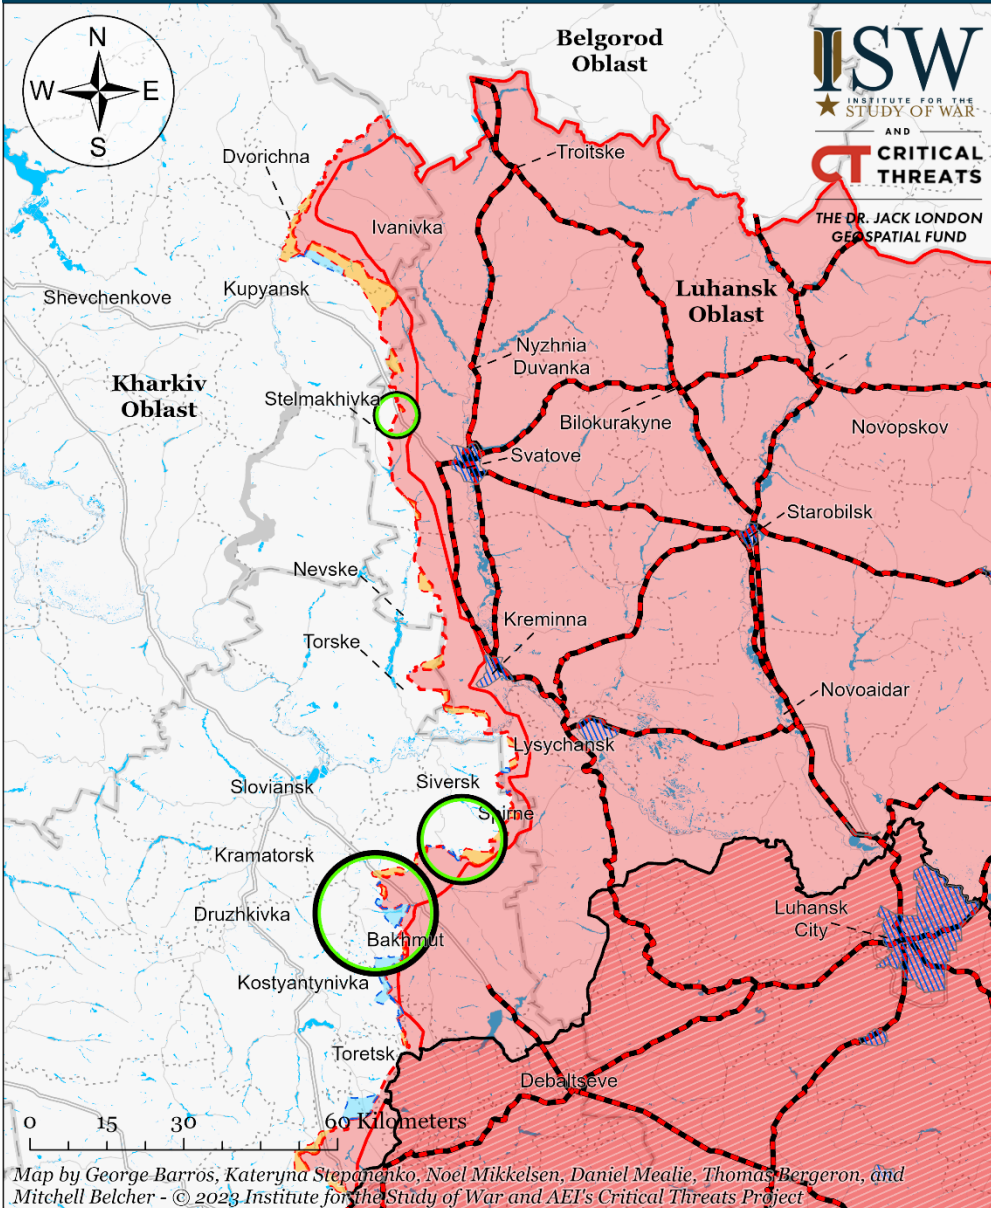 N
W
E
S
Belgorod
Oblast
ISW
INSTITUTE FOR THE
STUDY OF WAR
AND
CT CRITICAL
THREATS
THE DR. JACK LONDON
GEOSPATIAL FUND
Dvorichna
Troitske
Ivanivka
Shevchenkove
Kupyansk
Luhansk
Oblast
Kharkiv
Oblast
Nyzhnia
Duvanka
Stelmakhivka
Bilokurakyne
Novopskov
Svatove
Starobilsk
Nevske
Kreminna
Torske
Novoaidar
Lysychansk
Siversk
Sloviansk
Spirne
Kramatorsk
Druzhkivka
Luhansk
City
Bakhmut
Kostyantynivka
Toretsk
Debaltseve
0 15 30 60 Kilometers
Map by George Barros, Kateryna Stepanenko, Noel Mikkelsen, Daniel Mealie, Thomas Bergeron, and
Mitchell Belcher - © 2023 Institute for the Study of War and AEI's Critical Threats Project